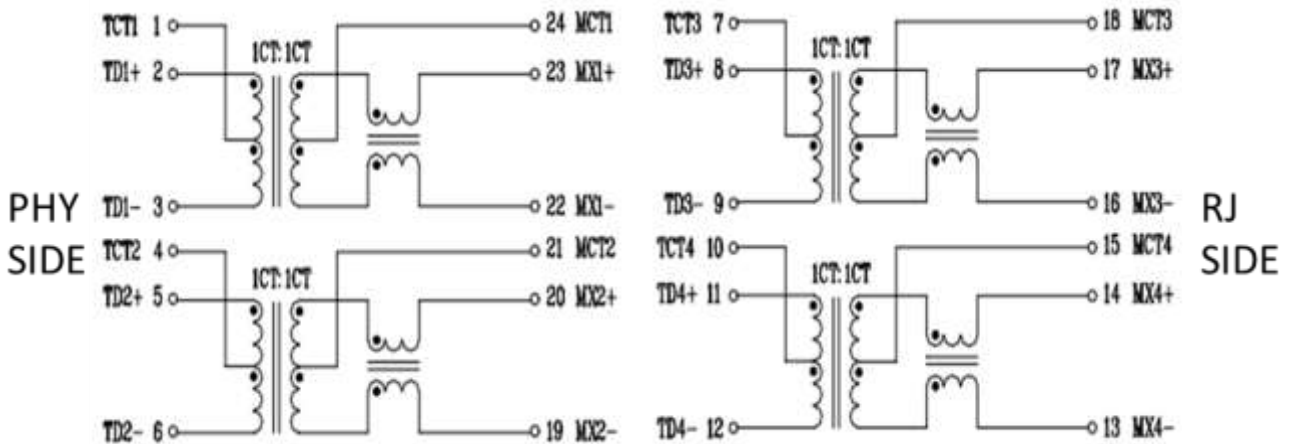 TCT1 1
1CT:1CT
24 MCT1
TD1+ 2
23 MX1+
TD1- 3
22 MX1-
TCT2 4
1CT:1CT
21 MCT2
TD2+ 5
20 MX2+
TD2- 6
19 MX2-
TCT3 7
1CT:1CT
18 MCT3
TD3+ 8
17 MX3+
TD3- 9
16 MX3-
TCT4 10
1CT:1CT
15 MCT4
TD4+ 11
14 MX4+
TD4- 12
13 MX4-
PHY
SIDE
RJ
SIDE